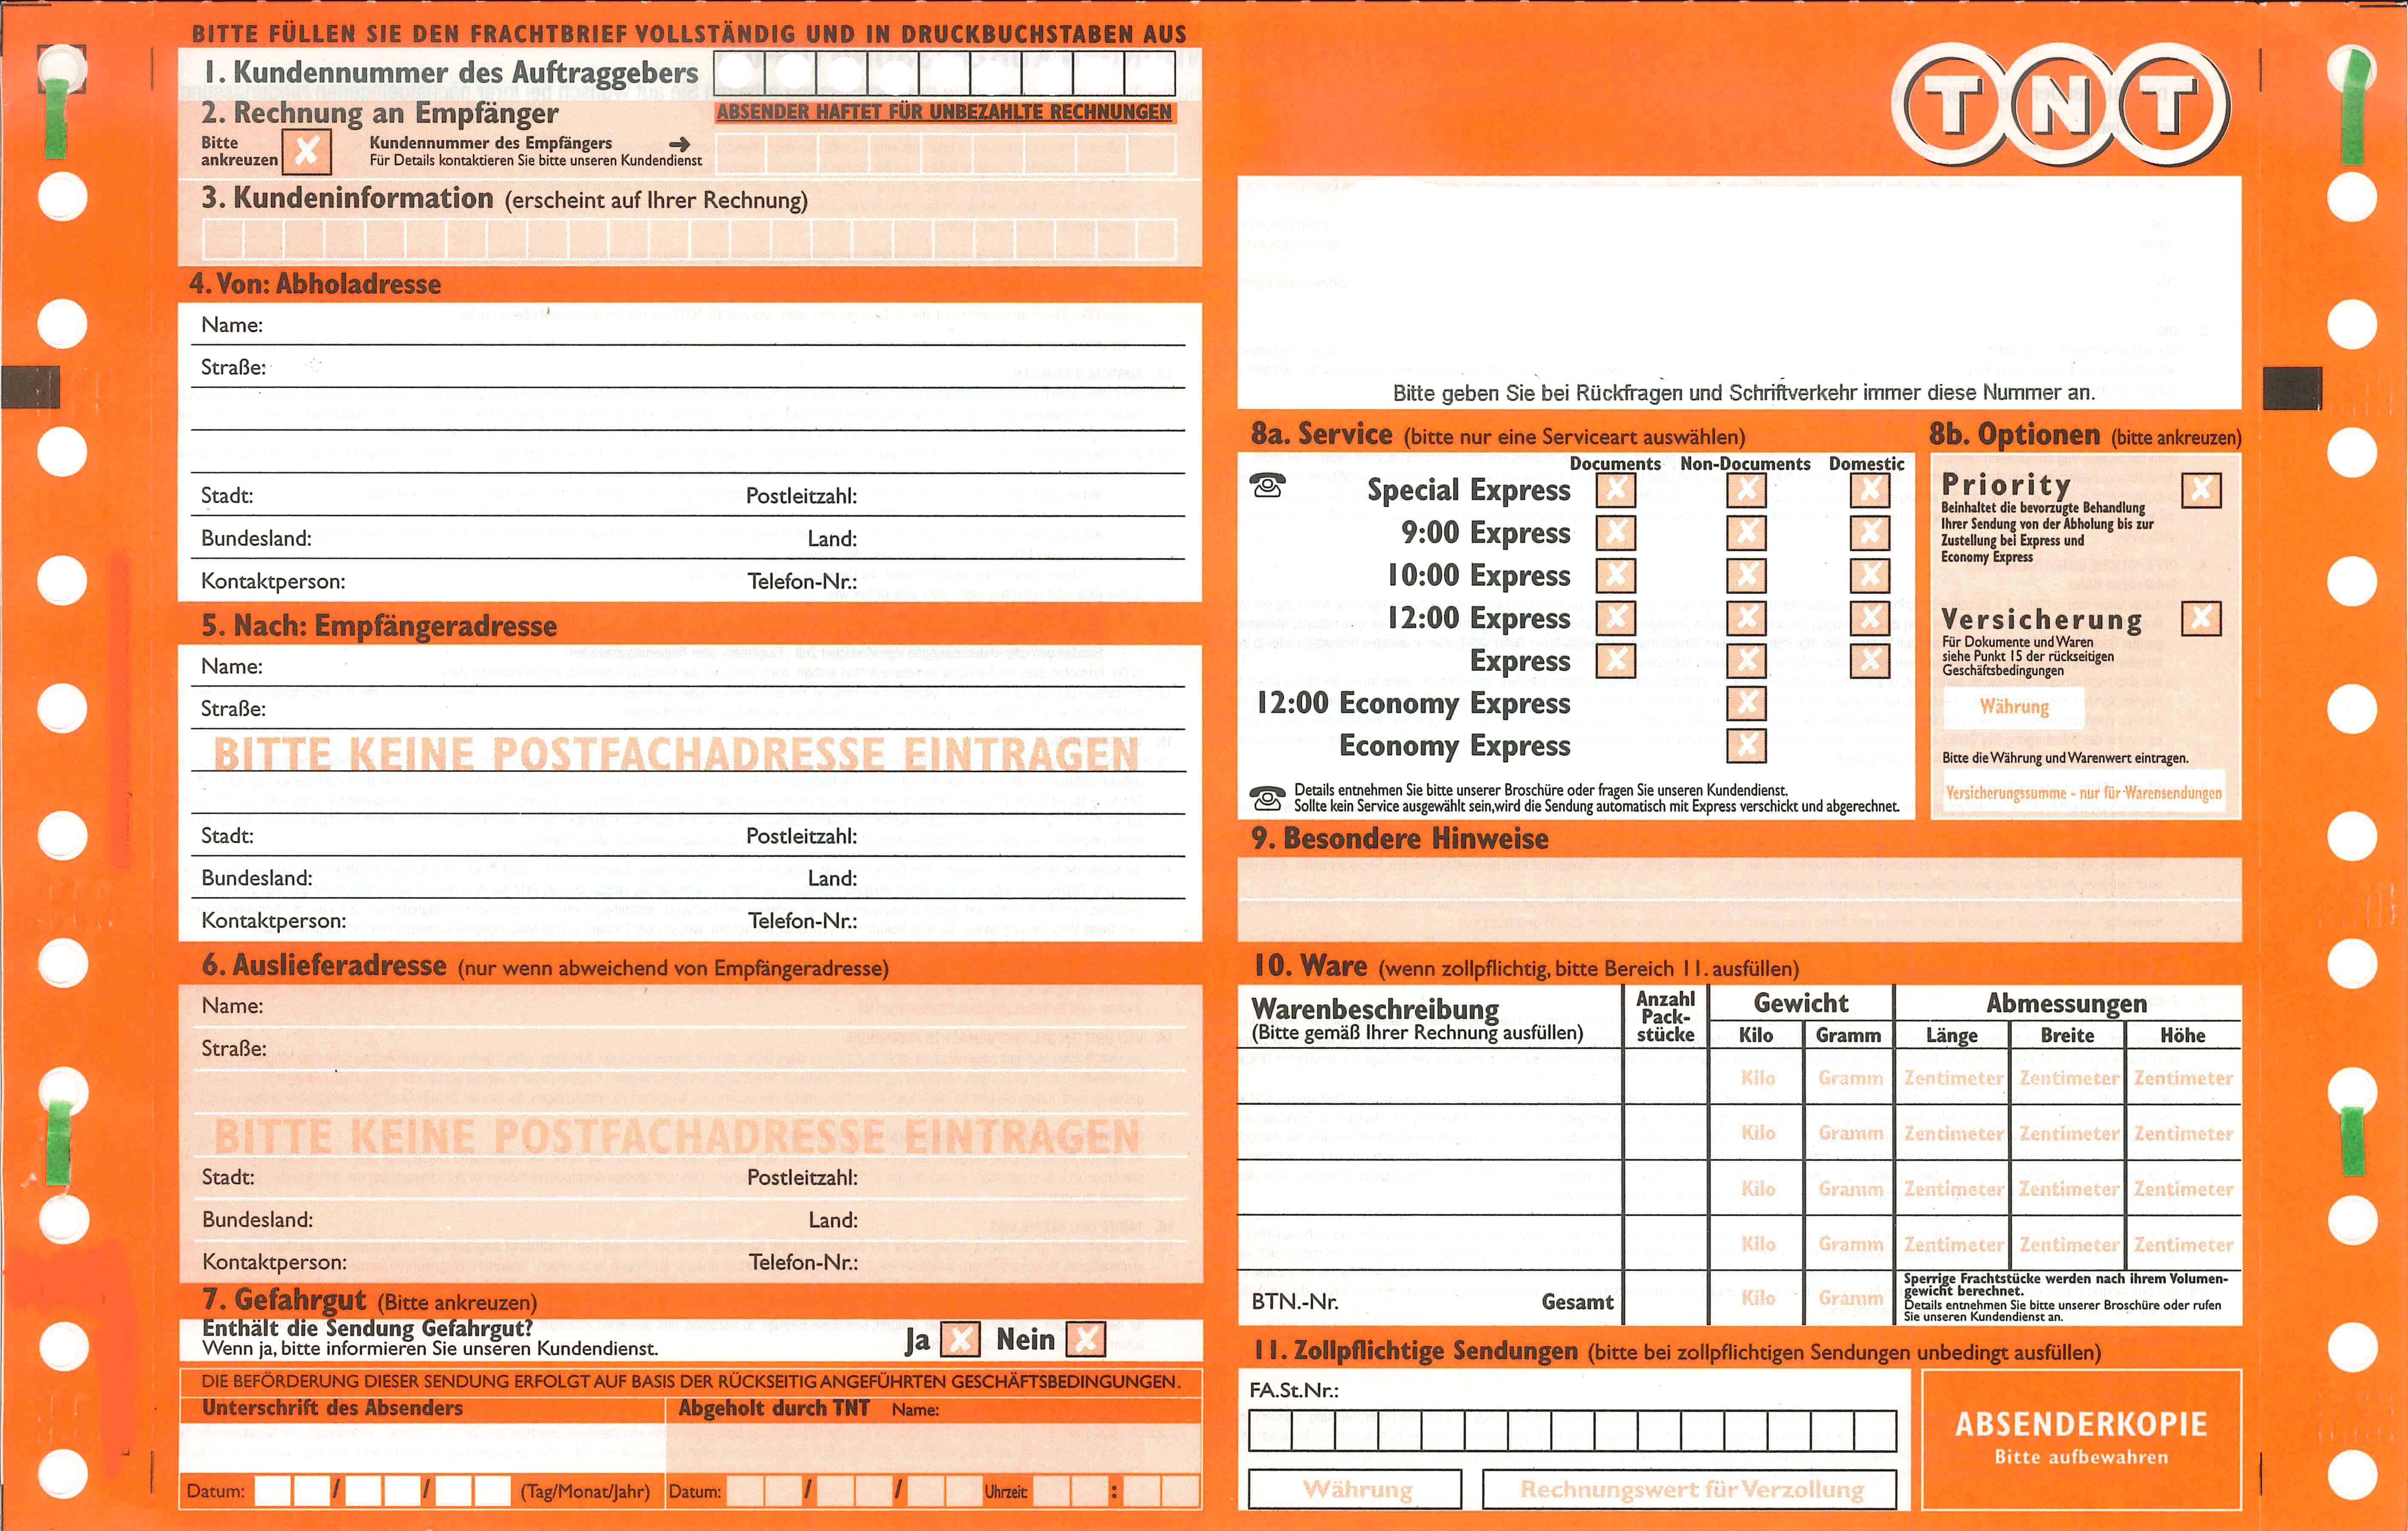 BITTE FÜLLEN SIE DEN FRACHTBRIEF VOLLSTÄNDIG UND IN DRUCKBUCHSTABEN AUS
1. Kundennummer des Auftraggebers
2. Rechnung an Empfänger
ABSENDER HAFTET FÜR UNBEZAHLTE RECHNUNGEN
Bitte
ankreuzen
Kundennummer des Empfängers
Für Details kontaktieren Sie bitte unseren Kundendienst
3. Kundeninformation (erscheint auf Ihrer Rechnung)
4. Von: Abholadresse
Name:
Straße:
Stadt: Postleitzahl:
Bundesland: Land:
Kontaktperson: Telefon-Nr.:
5. Nach: Empfängeradresse
Name:
Straße:
BITTE KEINE POSTFACHADRESSE EINTRAGEN
Stadt: Postleitzahl:
Bundesland: Land:
Kontaktperson: Telefon-Nr.:
6. Auslieferadresse (nur wenn abweichend von Empfängeradresse)
Name:
Straße:
BITTE KEINE POSTFACHADRESSE EINTRAGEN
Stadt: Postleitzahl:
Bundesland: Land:
Kontaktperson: Telefon-Nr.:
7. Gefahrgut (Bitte ankreuzen)
Enthält die Sendung Gefahrgut?
Wenn ja, bitte informieren Sie unseren Kundendienst.
Ja Nein
DIE BEFÖRDERUNG DIESER SENDUNG ERFOLGT AUF BASIS DER RÜCKSEITIG ANGEFÜHRTEN GESCHÄFTSBEDINGUNGEN.
Unterschrift des Absenders
Abgeholt durch TNT Name:
Datum: / / (Tag/Monat/Jahr)
Datum: / / Uhrzeit: :
TNT
Bitte geben Sie bei Rückfragen und Schriftverkehr immer diese Nummer an.
8a. Service (bitte nur eine Serviceart auswählen)
Documents Non-Documents Domestic
Special Express
9:00 Express
10:00 Express
12:00 Express
Express
12:00 Economy Express
Economy Express
Details entnehmen Sie bitte unserer Broschüre oder fragen Sie unseren Kundendienst.
Sollte kein Service ausgewählt sein,wird die Sendung automatisch mit Express verschickt und abgerechnet.
8b. Optionen (bitte ankreuzen)
Priority
Beinhaltet die bevorzugte Behandlung
Ihrer Sendung von der Abholung bis zur
Zustellung bei Express und
Economy Express
Versicherung
Für Dokumente und Waren
siehe Punkt 15 der rückseitigen
Geschäftsbedingungen
Währung
Bitte die Währung und Warenwert eintragen.
Versicherungssumme - nur für Warensendungen
9. Besondere Hinweise
10. Ware (wenn zollpflichtig, bitte Bereich 11. ausfüllen)
Warenbeschreibung
(Bitte gemäß Ihrer Rechnung ausfüllen)
Anzahl
Pack-
stücke
Gewicht
Kilo Gramm
Abmessungen
Länge Breite Höhe
Kilo Gramm Zentimeter Zentimeter Zentimeter
Kilo Gramm Zentimeter Zentimeter Zentimeter
Kilo Gramm Zentimeter Zentimeter Zentimeter
Kilo Gramm Zentimeter Zentimeter Zentimeter
BTN.-Nr. Gesamt Kilo Gramm
Sperrige Frachtstücke werden nach ihrem Volumen-
gewicht berechnet.
Details entnehmen Sie bitte unserer Broschüre oder rufen
Sie unseren Kundendienst an.
11. Zollpflichtige Sendungen (bitte bei zollpflichtigen Sendungen unbedingt ausfüllen)
FA.St.Nr.:
Währung
Rechnungswert für Verzollung
ABSENDERKOPIE
Bitte aufbewahren